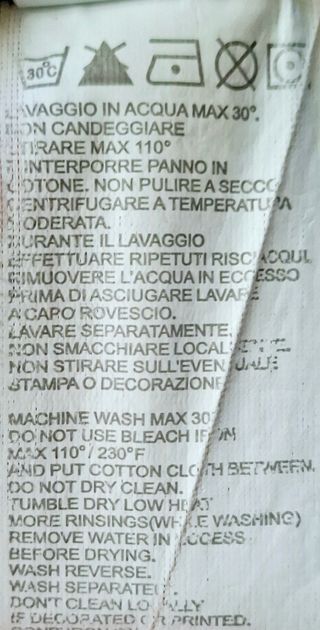 30°C
LAVAGGIO IN ACQUA MAX 30°.
NON CANDEGGIARE
STIRARE MAX 110°
INTERPORRE PANNO IN
COTONE. NON PULIRE A SECCO
CENTRIFUGARE A TEMPERATURA
MODERATA.
DURANTE IL LAVAGGIO
EFFETTUARE RIPETUTI RISCIACQUI,
RIMUOVERE L'ACQUA IN ECCESSO
PRIMA DI ASCIUGARE LAVARE
A CAPO ROVESCIO.
LAVARE SEPARATAMENTE,
NON SMACCHIARE
NON STIRARE SULL'EVENTUALE
STAMPA O DECORAZIONE
MACHINE WASH MAX 30
DO NOT USE BLEACH IRON
MAX 110°/230°F
AND PUT COTTON CLOTH BETWEEN.
DO NOT DRY CLEAN.
TUMBLE DRY LOW HEAT
MORE RINSINGS(WHILE WASHING)
REMOVE WATER IN EXCESS
BEFORE DRYING.
WASH REVERSE.
WASH SEPARATELY.
DON'T CLEAN LOCALLY
IF DECORATED OR PRINTED.